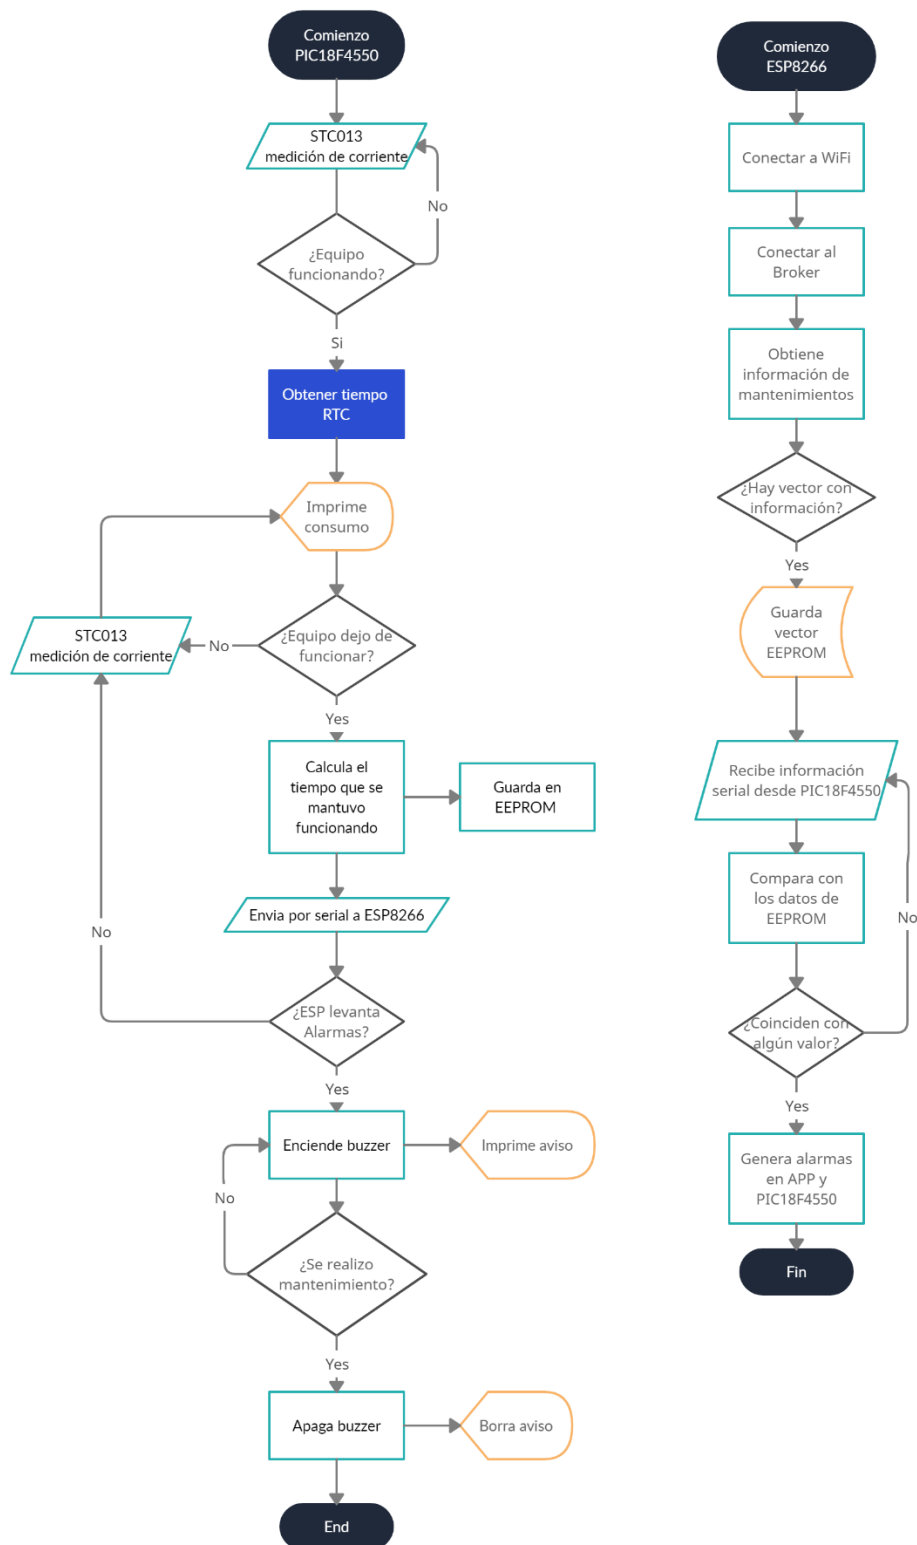 Comienzo
PIC18F4550
STC013
medición de corriente
No
¿Equipo
funcionando?
Si
Obtener tiempo
RTC
Imprime
consumo
STC013
medición de corriente
No
¿Equipo dejo de
funcionar?
Yes
Calcula el
tiempo que se
mantuvo
funcionando
Guarda en
EEPROM
Envia por serial a ESP8266
No
¿ESP levanta
Alarmas?
Yes
Enciende buzzer
Imprime aviso
No
¿Se realizo
mantenimiento?
Yes
Apaga buzzer
Borra aviso
End
Comienzo
ESP8266
Conectar a WiFi
Conectar al
Broker
Obtiene
información de
mantenimientos
¿Hay vector con
información?
Yes
Guarda
vector
EEPROM
Recibe información
serial desde PIC18F4550
Compara con
los datos de
EEPROM
No
¿Coinciden con
algún valor?
Yes
Genera alarmas
en APP y
PIC18F4550
Fin